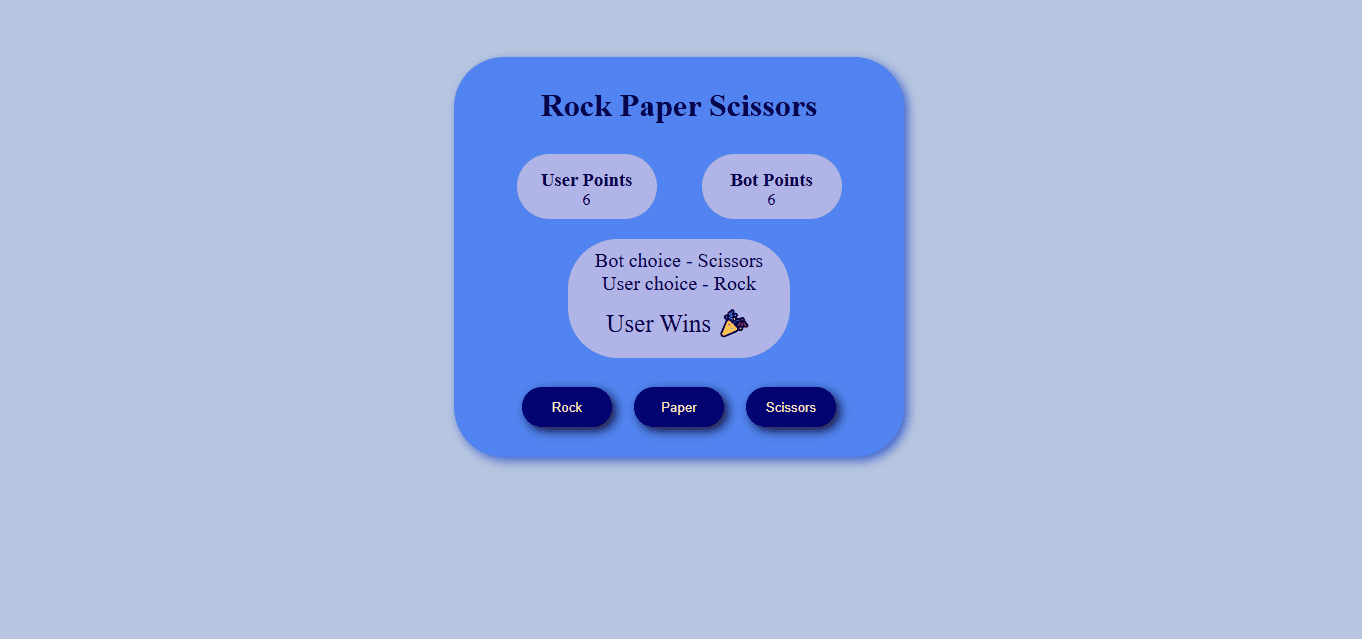 Rock Paper Scissors
User Points
6
Bot Points
6
Bot choice - Scissors
User choice - Rock
User Wins 🎉
Rock
Paper
Scissors